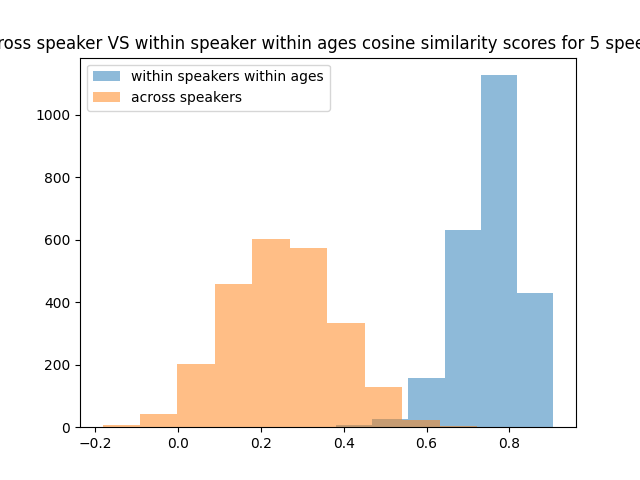 ross speaker VS within speaker within ages cosine similarity scores for 5 spee
within speakers within ages
across speakers
1000
800
600
400
200
0
−0.2 0.0 0.2 0.4 0.6 0.8